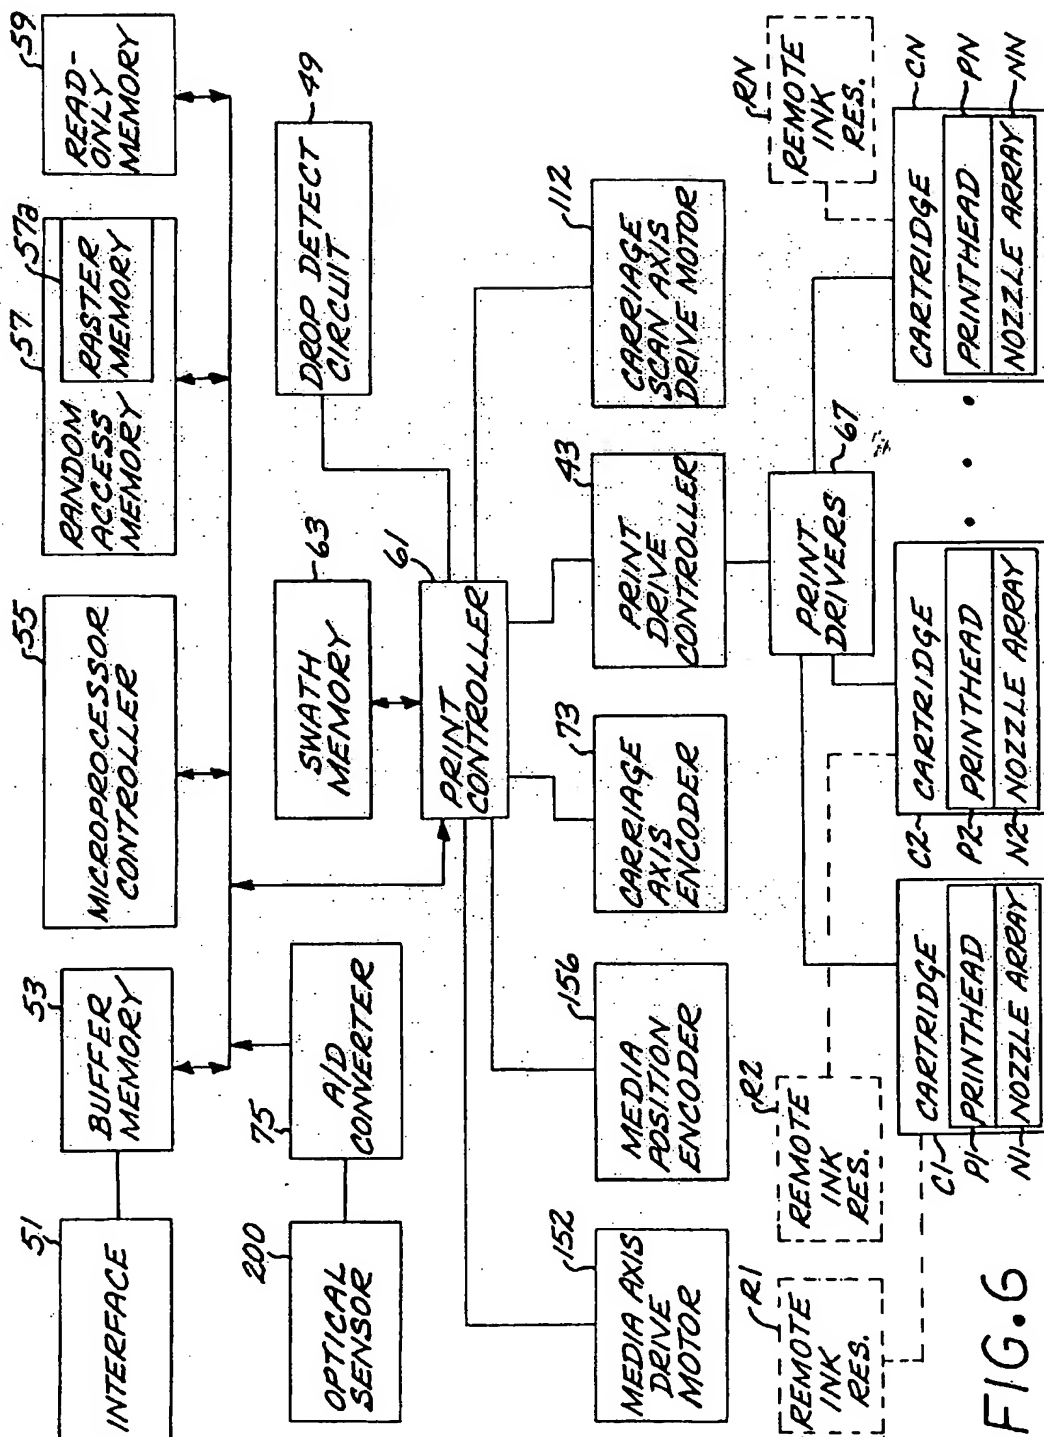 51
INTERFACE
53
BUFFER
MEMORY
55
MICROPROCESSOR
CONTROLLER
57
57a
RANDOM
ACCESS
MEMORY
RASTER
MEMORY
59
READ-
ONLY
MEMORY
200
OPTICAL
SENSOR
75
A/D
CONVERTER
63
SWATH
MEMORY
61
PRINT
CONTROLLER
49
DROP DETECT
CIRCUIT
152
MEDIA AXIS
DRIVE
MOTOR
156
MEDIA
POSITION
ENCODER
73
CARRIAGE
AXIS
ENCODER
43
PRINT
DRIVE
CONTROLLER
112
CARRIAGE
SCAN AXIS
DRIVE MOTOR
R1
REMOTE
INK
RES.
R2
REMOTE
INK
RES.
67
PRINT
DRIVERS
RN
REMOTE
INK
RES.
C1
CARTRIDGE
P1
PRINTHEAD
N1
NOZZLE ARRAY
C2
CARTRIDGE
P2
PRINTHEAD
N2
NOZZLE ARRAY
CARTRIDGE
CN
PRINTHEAD
PN
NOZZLE ARRAY
NN
FIG.6